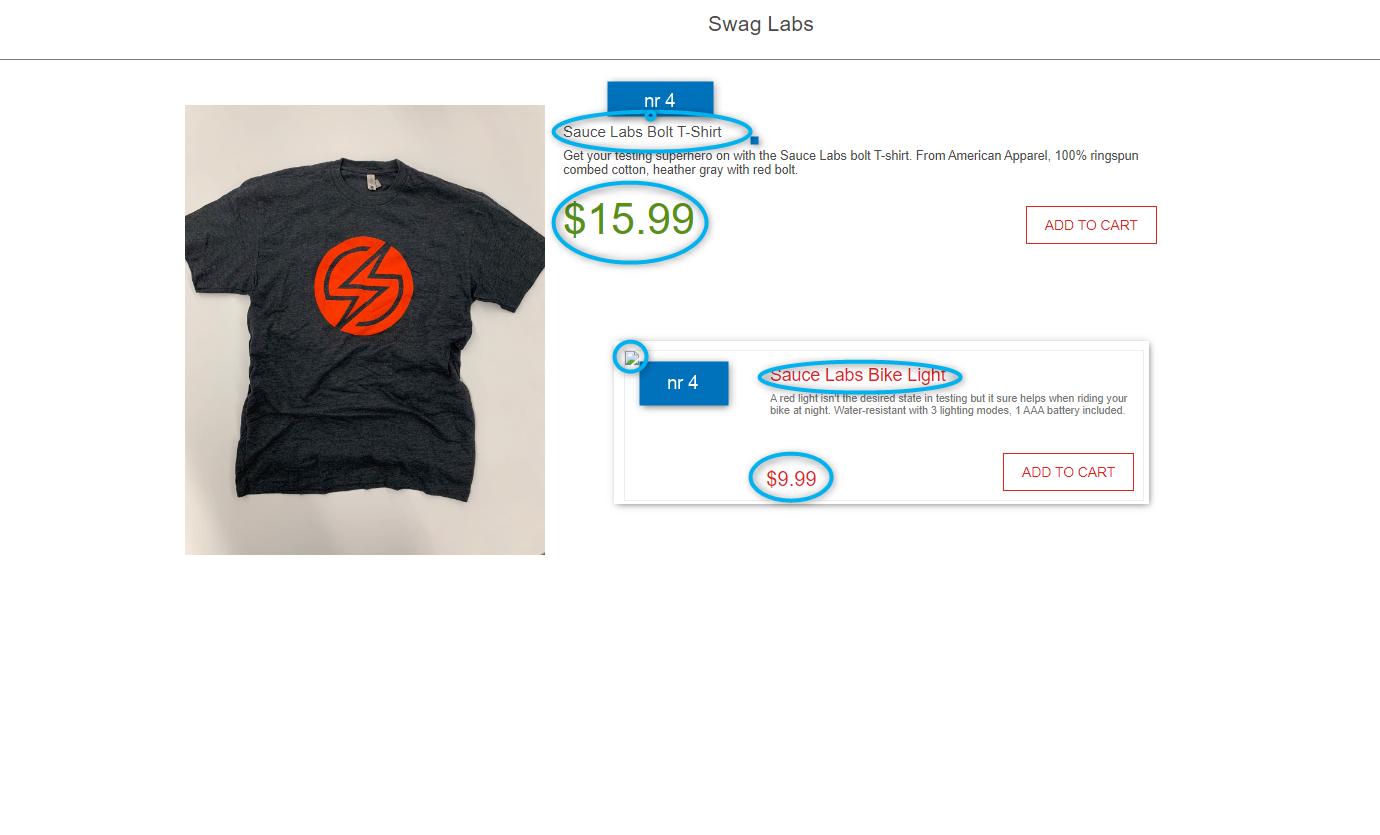 Swag Labs
nr 4
Sauce Labs Bolt T-Shirt
Get your testing superhero on with the Sauce Labs bolt T-shirt. From American Apparel, 100% ringspun
combed cotton, heather gray with red bolt.
$15.99
ADD TO CART
nr 4
Sauce Labs Bike Light
A red light isn't the desired state in testing but it sure helps when riding your
bike at night. Water-resistant with 3 lighting modes, 1 AAA battery included.
$9.99
ADD TO CART